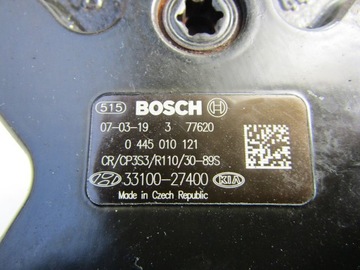 515 BOSCH
07-03-19 3 77620
0 445 010 121
CR/CP3S3/R110/30-89S
33100-27400 KIA
Made in Czech Republic